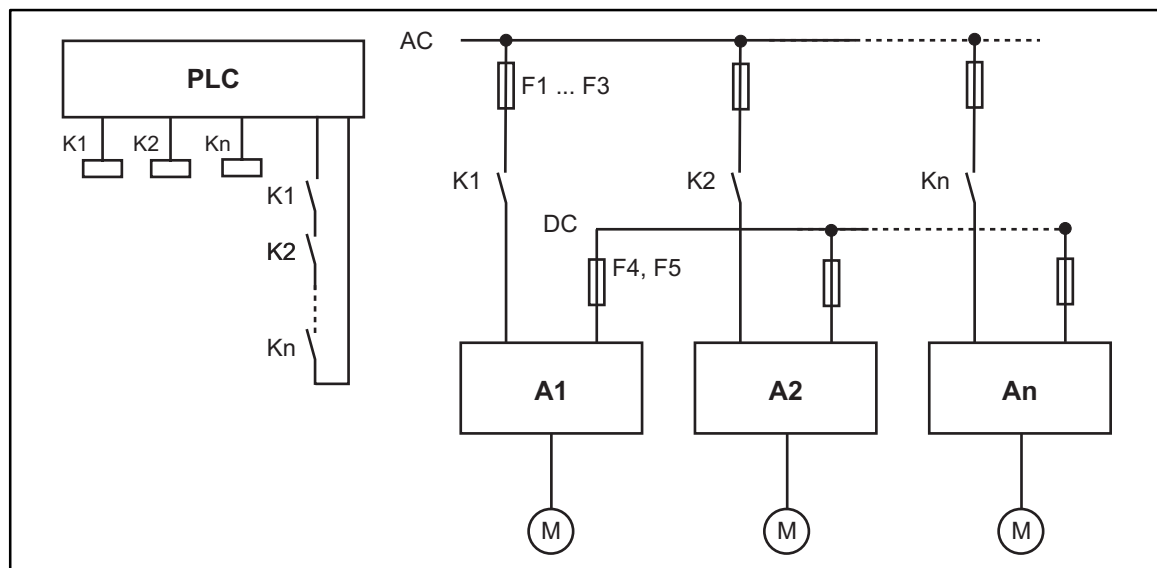 AC
PLC
F1 ... F3
K1 K2 Kn
K1 K2 Kn
K1
DC
K2
F4, F5
Kn
A1 A2 An
M M M